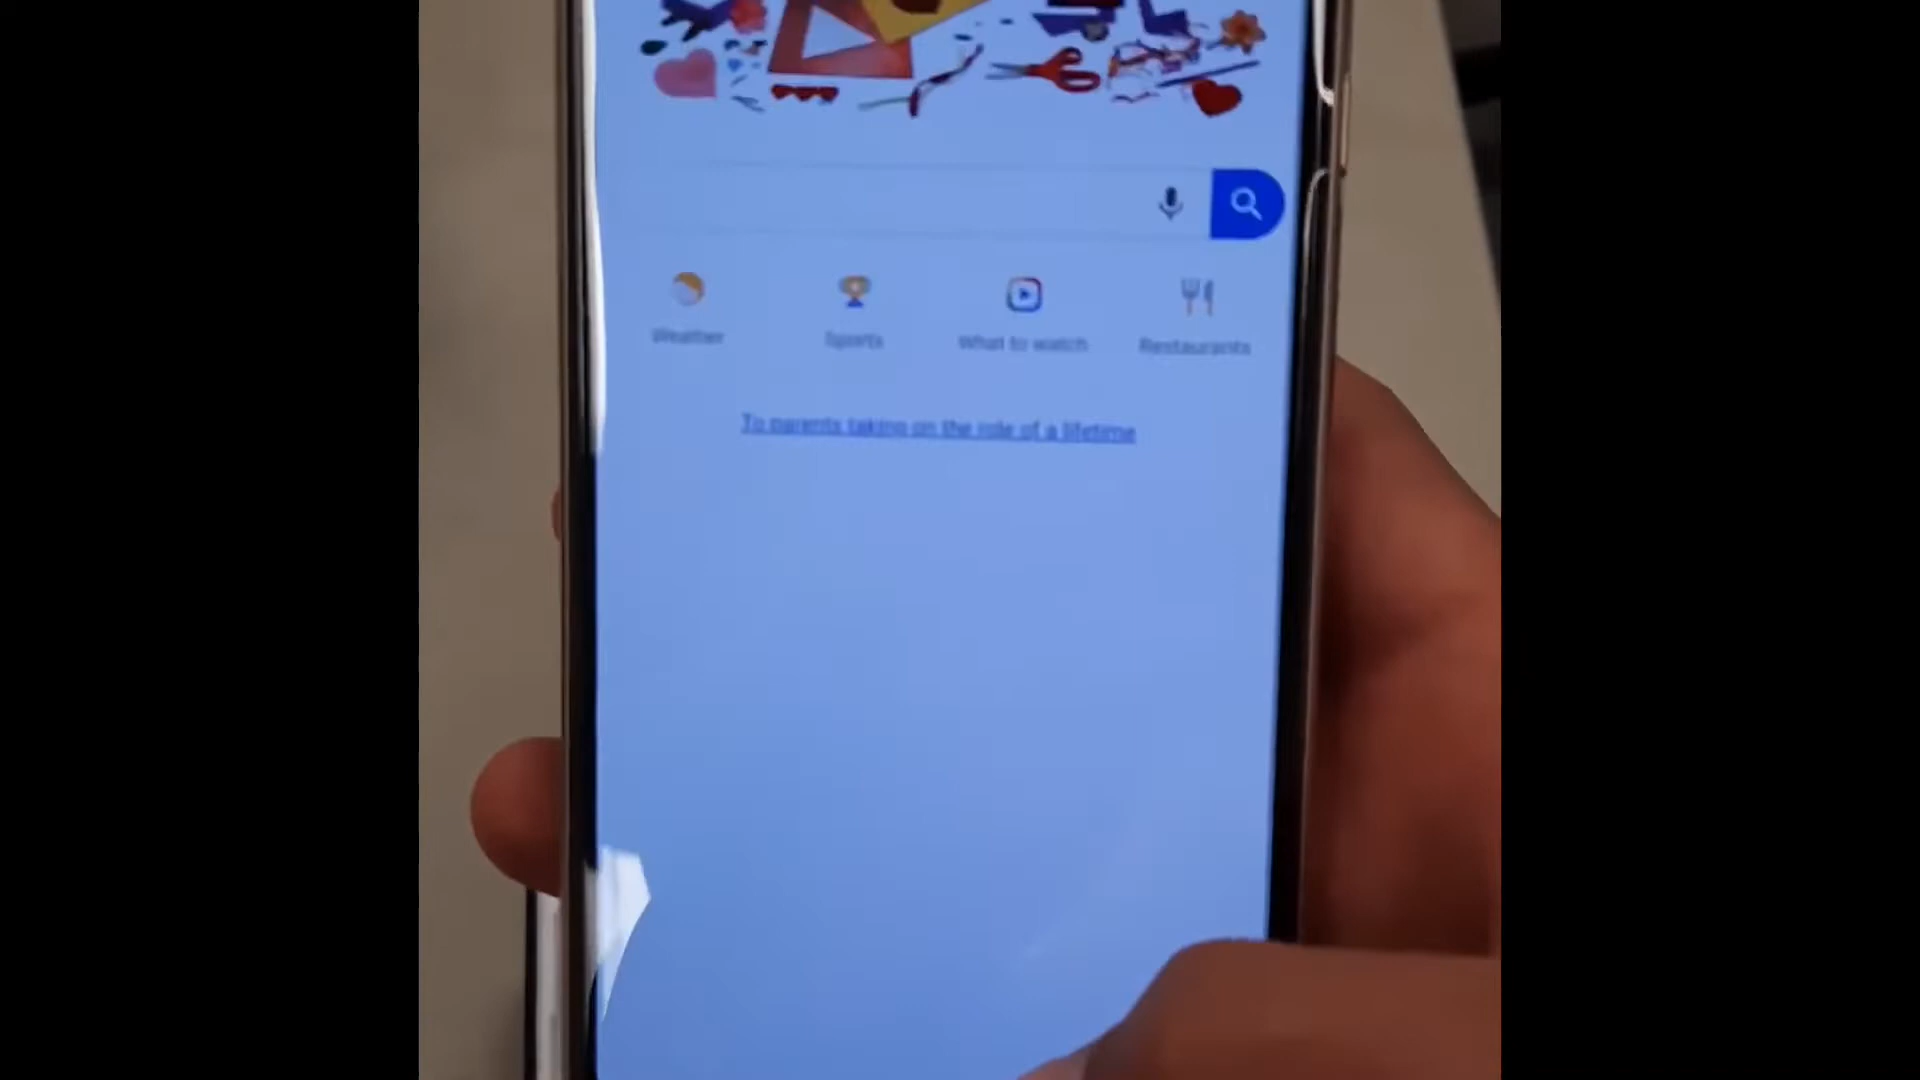 Weather
Sports
What to watch
Restaurants
To parents taking on the role of a lifetime